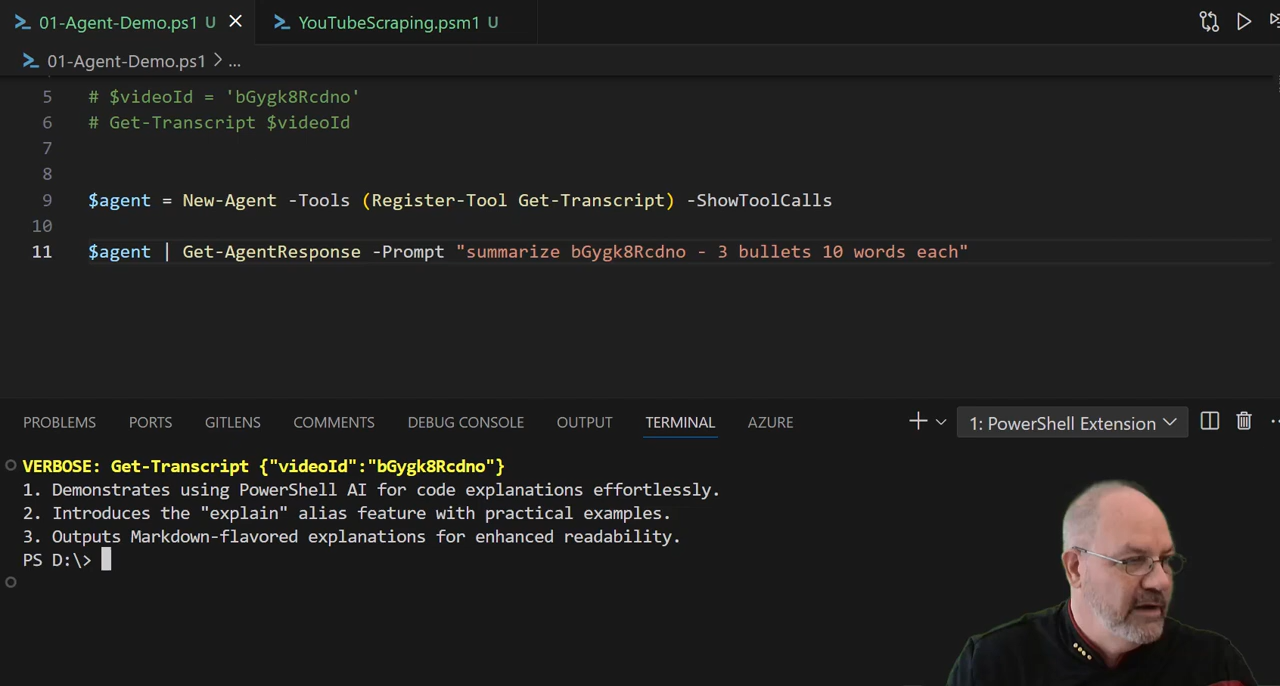 01-Agent-Demo.ps1 U
YouTubeScraping.psm1 U
01-Agent-Demo.ps1 > ...
5 # $videoId = 'bGygk8Rcdno'
6 # Get-Transcript $videoId
7
8
9 $agent = New-Agent -Tools (Register-Tool Get-Transcript) -ShowToolCalls
10
11 $agent | Get-AgentResponse -Prompt "summarize bGygk8Rcdno - 3 bullets 10 words each"
PROBLEMS PORTS GITLENS COMMENTS DEBUG CONSOLE OUTPUT TERMINAL AZURE 1: PowerShell Extension
VERBOSE: Get-Transcript {"videoId":"bGygk8Rcdno"}
1. Demonstrates using PowerShell AI for code explanations effortlessly.
2. Introduces the "explain" alias feature with practical examples.
3. Outputs Markdown-flavored explanations for enhanced readability.
PS D:\>